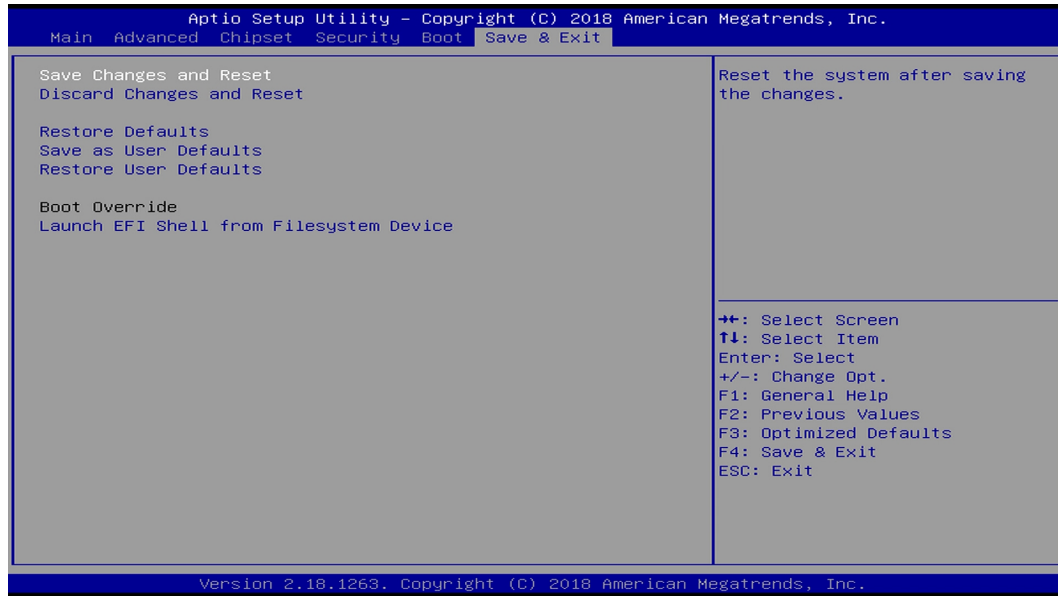 Aptio Setup Utility – Copyright (C) 2018 American Megatrends, Inc.
Main Advanced Chipset Security Boot Save & Exit
Save Changes and Reset
Discard Changes and Reset
Restore Defaults
Save as User Defaults
Restore User Defaults
Boot Override
Launch EFI Shell from Filesystem Device
Reset the system after saving
the changes.
→←: Select Screen
↑↓: Select Item
Enter: Select
+/-: Change Opt.
F1: General Help
F2: Previous Values
F3: Optimized Defaults
F4: Save & Exit
ESC: Exit
Version 2.18.1263. Copyright (C) 2018 American Megatrends, Inc.